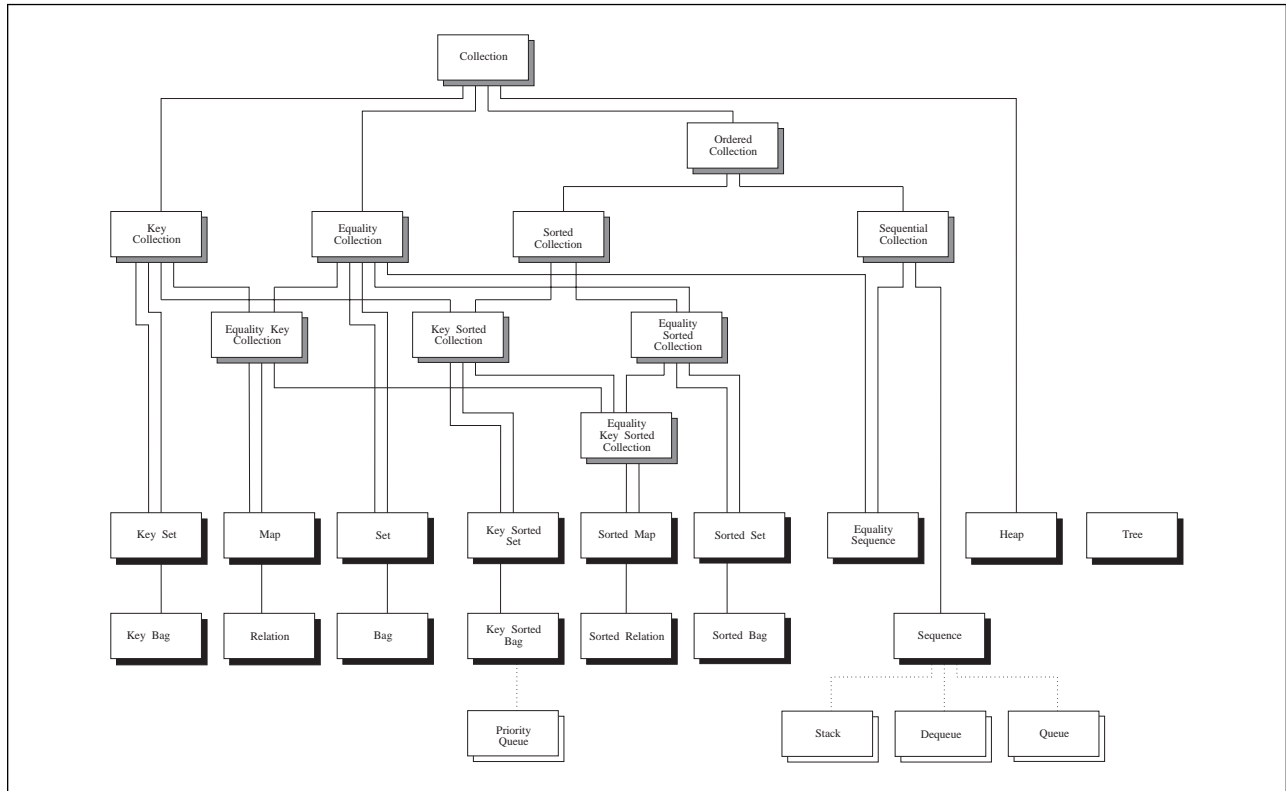 Collection
Ordered
Collection
Key
Collection
Equality
Collection
Sorted
Collection
Sequential
Collection
Equality Key
Collection
Key Sorted
Collection
Equality
Sorted
Collection
Equality
Key Sorted
Collection
Key Set
Map
Set
Key Sorted
Set
Sorted Map
Sorted Set
Equality
Sequence
Heap
Tree
Key Bag
Relation
Bag
Key Sorted
Bag
Sorted Relation
Sorted Bag
Sequence
Priority
Queue
Stack
Dequeue
Queue